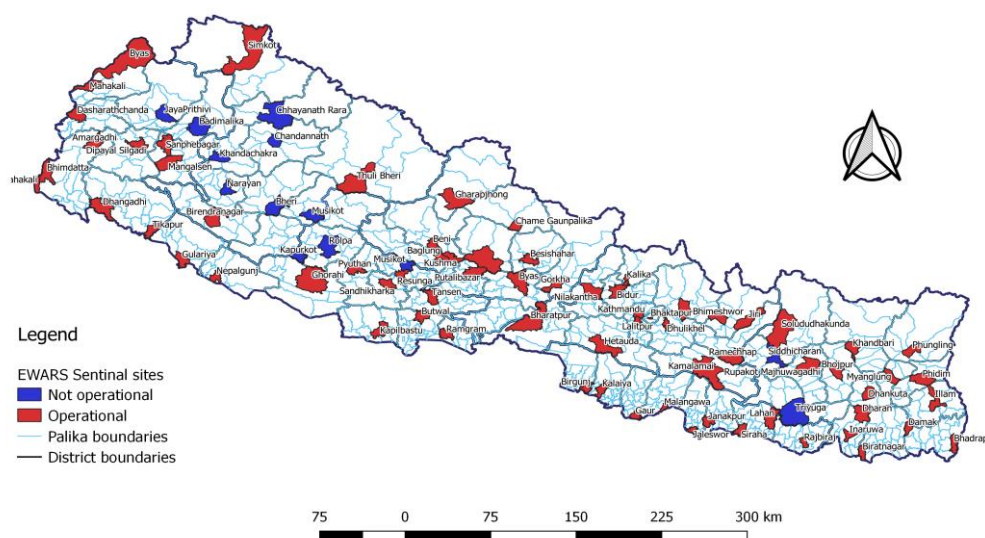 Simkot
Byas
Mahakali
Dasharathchanda
JayaPrithivi
Chhayanath Rara
Badimalika
Amargadhi
Sanphebagar
Chandannath
Dipayal Silgadi
Khandachakra
Bhimdatta
Mangalsen
Thuli Bheri
Narayan
Gharapjhong
Dhangadhi
Birendranagar
Bheri
Musikot
Chame Gaunpalika
Tikapur
Rolpa
Beni
Gulariya
Kapurkot
Baglung
Besishahar
Musikot
Kushma
Pyuthan
Nepalgunj
Ghorahi
Resunga
Putalibazar
Byas
Gorkha
Kalika
Sandhikharka
Tansen
Nilakantha
Bidur
Butwal
Bharatpur
Kathmandu
Bhaktapur
Bhimeshwor
Jiri
Kapilbastu
Ramgram
Lalitpur
Dhulikhel
Solududhakunda
Hetauda
Ramechhap
Siddhicharan
Khandbari
Phungling
Kamalamai
Rupakot
Majhuwagadhi
Bhojpur
Myanglung
Phidim
Birgunj
Kalaiya
Dhankuta
Illam
Gaur
Malangawa
Janakpur
Lahan
Triyuga
Dharan
Damak
Jaleswor
Siraha
Rajbiraj
Inaruwa
Biratnagar
Legend
EWARS Sentinal sites
Not operational
Operational
Palika boundaries
District boundaries
75 0 75 150 225 300 km